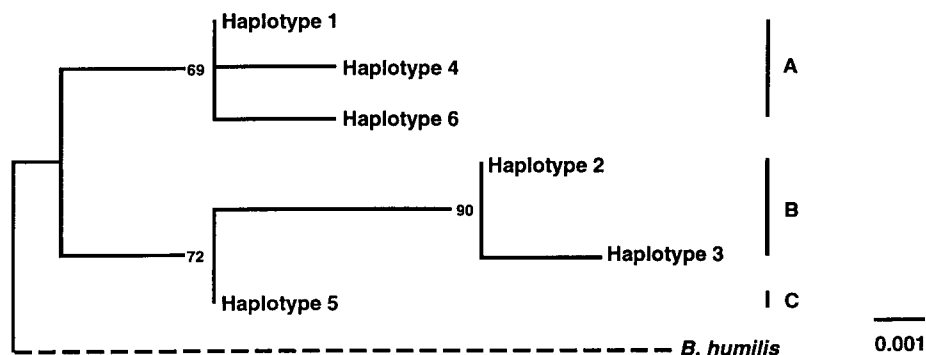 Haplotype 1
69
Haplotype 4
A
Haplotype 6
Haplotype 2
90
B
72
Haplotype 3
Haplotype 5
C
B. humilis
0.001